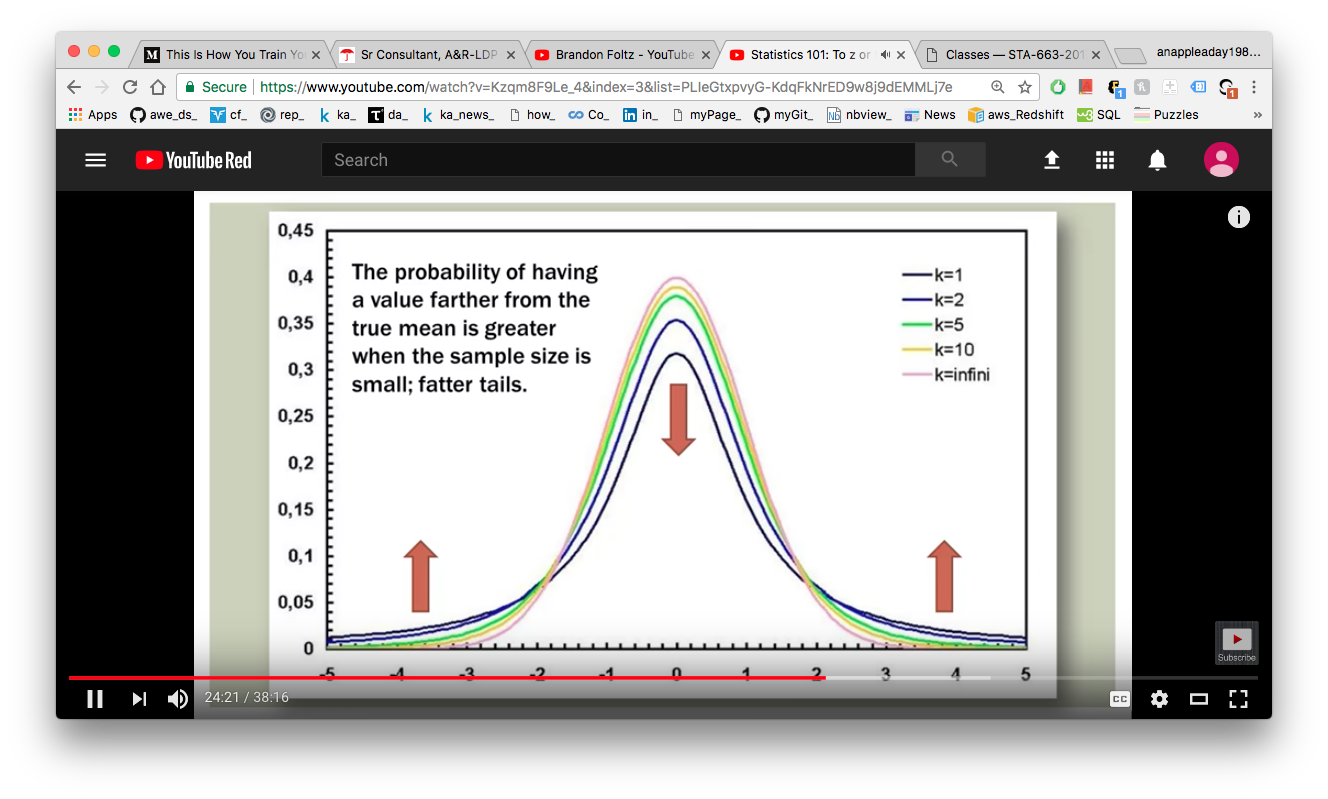 This Is How You Train Yo
Sr Consultant, A&R-LDP
Brandon Foltz - YouTube
Statistics 101: To z or
Classes — STA-663-201
anappleaday198...
Secure
https://www.youtube.com/watch?v=Kzqm8F9Le_4&index=3&list=PLIeGtxpvyG-KdqFkNrED9w8j9dEMMLj7e
Apps
awe_ds_
cf_
rep_
ka_
da_
ka_news_
how_
Co_
in_
myPage_
myGit_
nbview_
News
aws_Redshift
SQL
Puzzles
»
YouTube Red
Search
0,45
0,4
0,35
0,3
0,25
0,2
0,15
0,1
0,05
0
The probability of having
a value farther from the
true mean is greater
when the sample size is
small; fatter tails.
k=1
k=2
k=5
k=10
k=infini
-5 -4 -3 -2 -1 0 1 2 3 4 5
Subscribe
24:21 / 38:16
CC